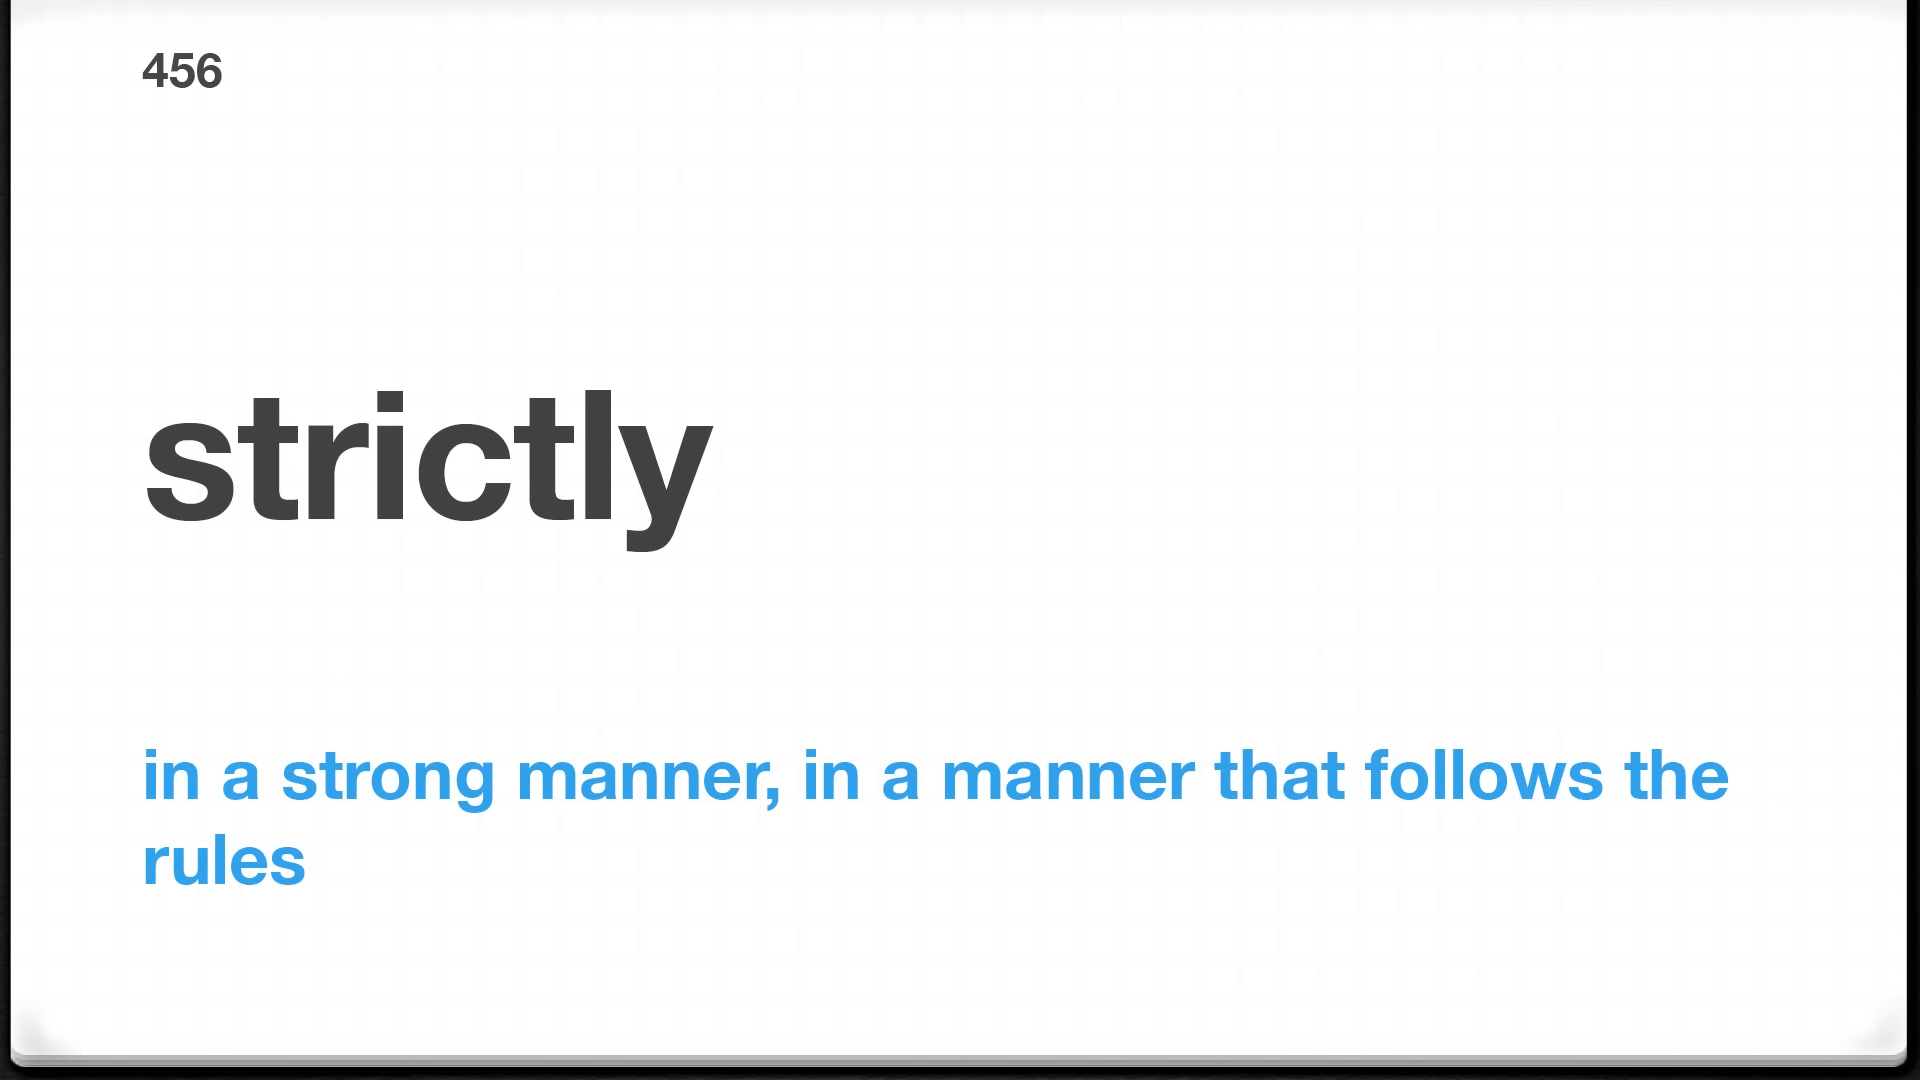 456
strictly
in a strong manner, in a manner that follows the
rules